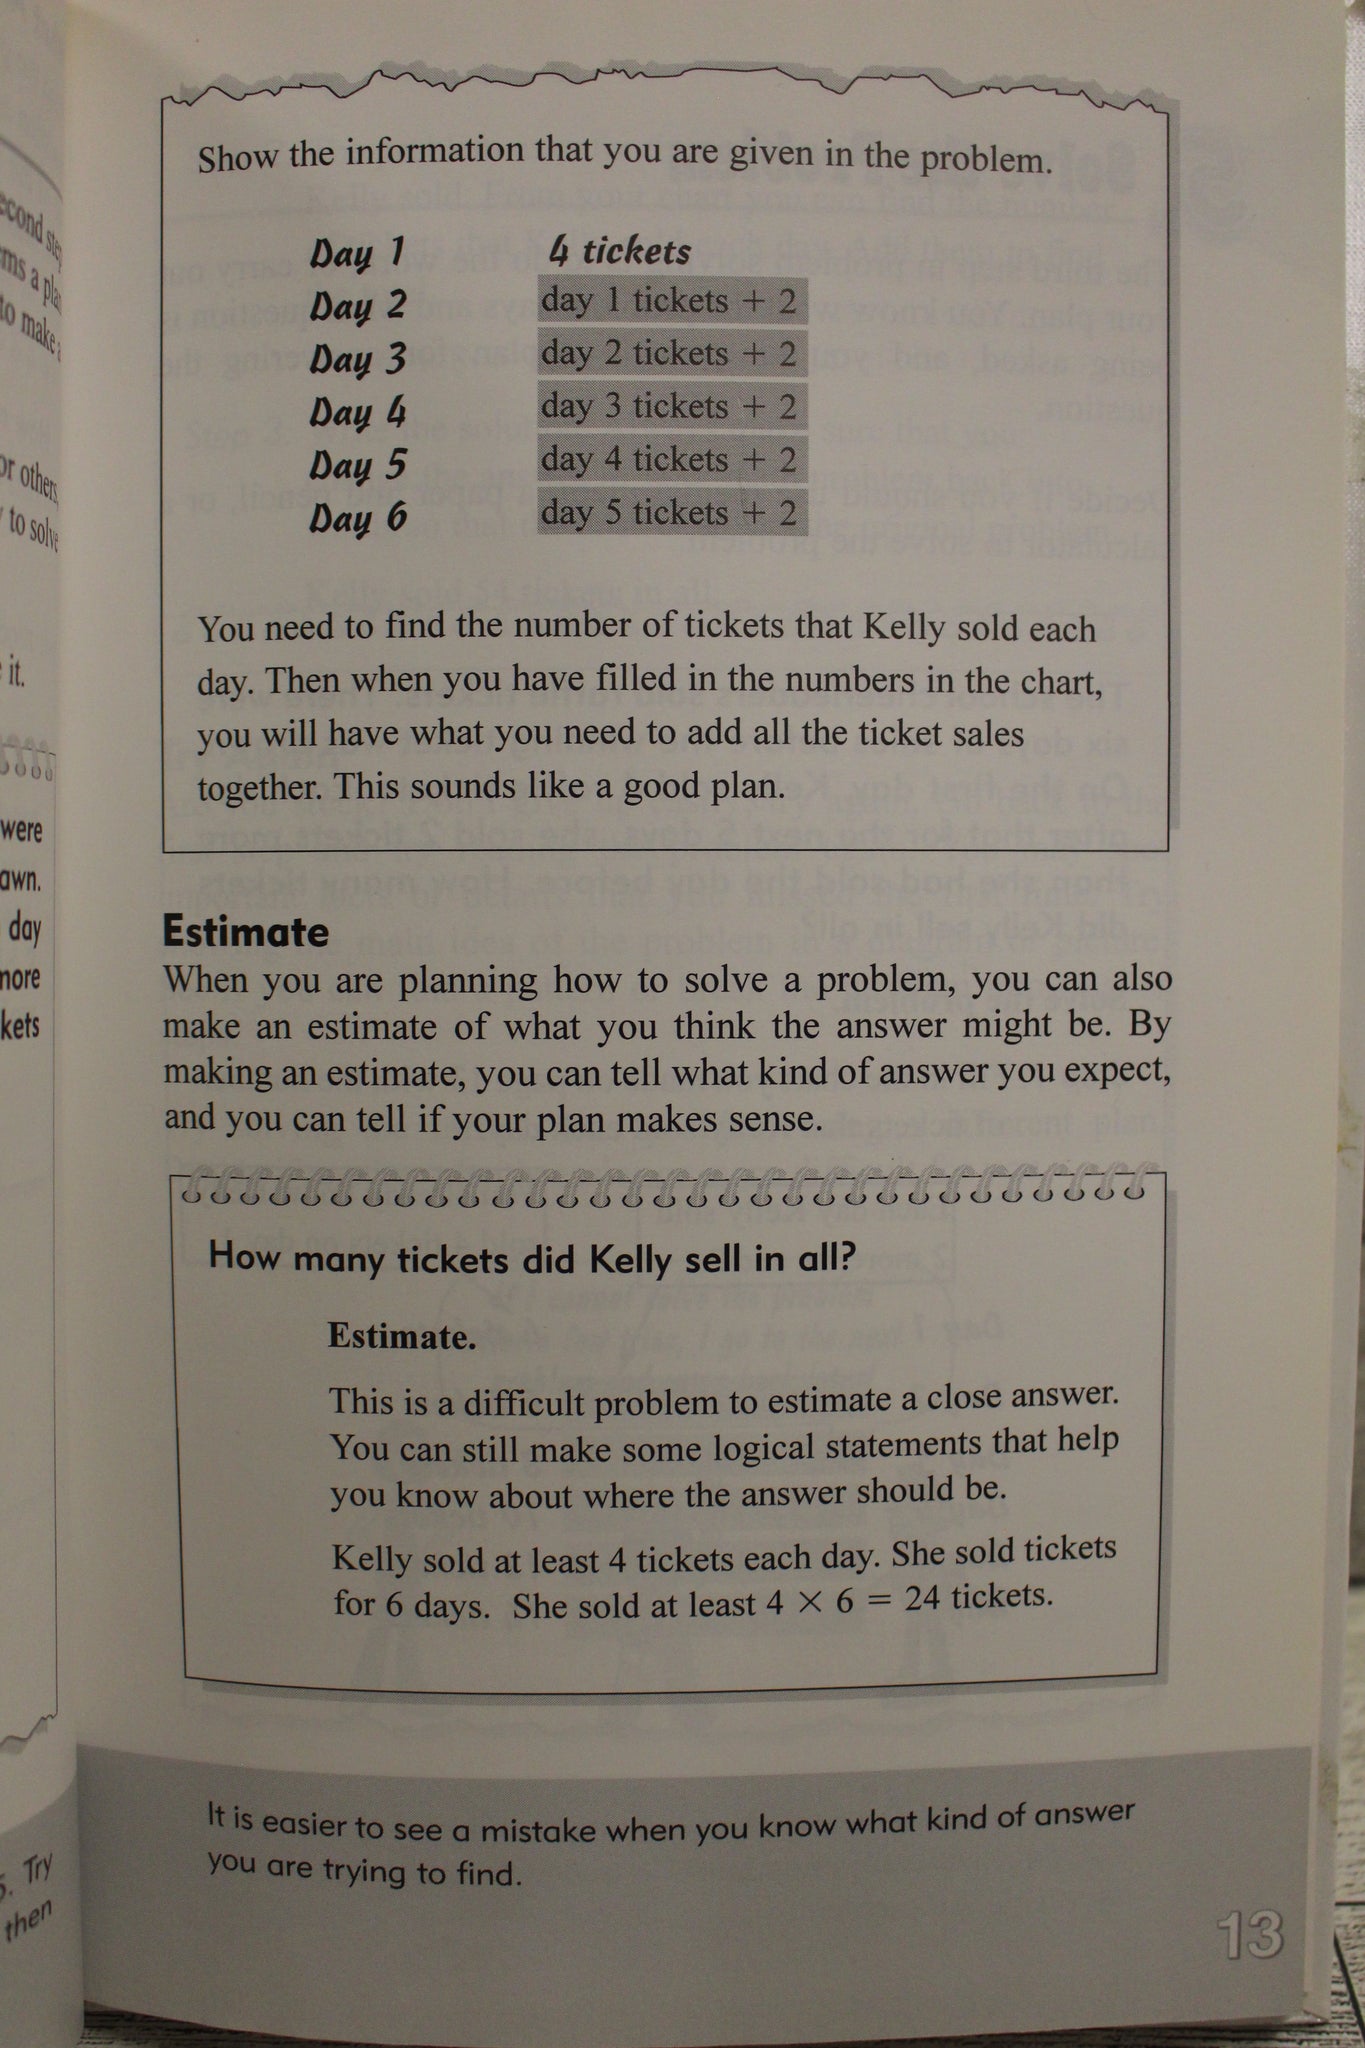 Show the information that you are given in the problem.
Day 1 4 tickets
Day 2 day 1 tickets + 2
Day 3 day 2 tickets + 2
Day 4 day 3 tickets + 2
Day 5 day 4 tickets + 2
Day 6 day 5 tickets + 2
You need to find the number of tickets that Kelly sold each
day. Then when you have filled in the numbers in the chart,
you will have what you need to add all the ticket sales
together. This sounds like a good plan.
Estimate
When you are planning how to solve a problem, you can also
make an estimate of what you think the answer might be. By
making an estimate, you can tell what kind of answer you expect,
and you can tell if your plan makes sense.
How many tickets did Kelly sell in all?
Estimate.
This is a difficult problem to estimate a close answer.
You can still make some logical statements that help
you know about where the answer should be.
Kelly sold at least 4 tickets each day. She sold tickets
for 6 days. She sold at least 4 × 6 = 24 tickets.
It is easier to see a mistake when you know what kind of answer
you are trying to find.
13
a
to make
others
to solve
it.
were
day
Try
then